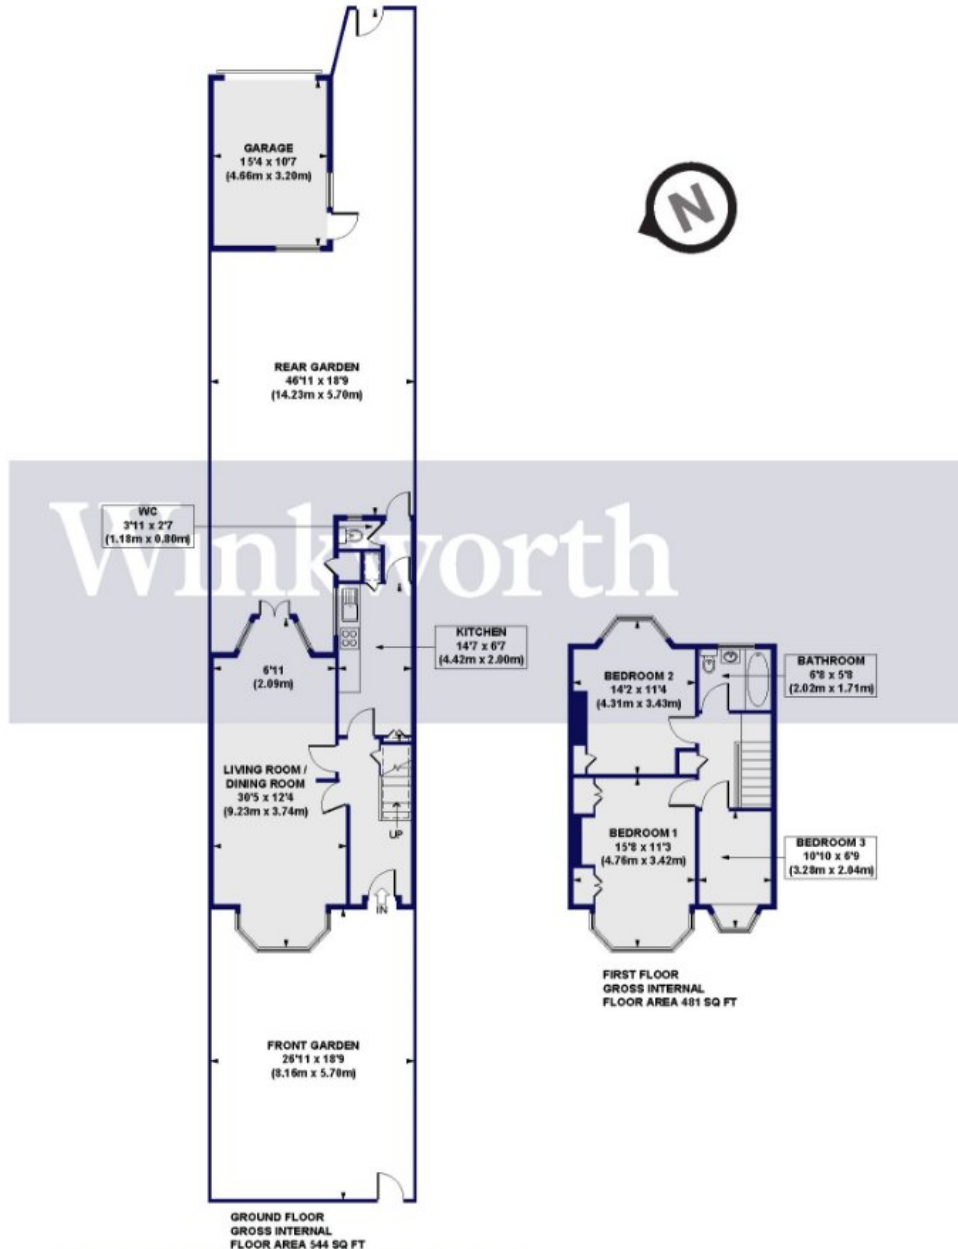 GARAGE
15'4 x 10'7
(4.66m x 3.20m)
N
REAR GARDEN
46'11 x 18'9
(14.23m x 5.70m)
Winkworth
WC
3'11 x 2'7
(1.18m x 0.80m)
KITCHEN
14'7 x 6'7
(4.42m x 2.00m)
6'11
(2.09m)
LIVING ROOM /
DINING ROOM
30'5 x 12'4
(9.23m x 3.74m)
UP
IN
FRONT GARDEN
26'11 x 18'9
(8.16m x 5.70m)
GROUND FLOOR
GROSS INTERNAL
FLOOR AREA 544 SQ FT
BEDROOM 2
14'2 x 11'4
(4.31m x 3.43m)
BATHROOM
6'8 x 5'8
(2.02m x 1.71m)
BEDROOM 1
15'8 x 11'3
(4.76m x 3.42m)
BEDROOM 3
10'10 x 6'9
(3.28m x 2.04m)
FIRST FLOOR
GROSS INTERNAL
FLOOR AREA 481 SQ FT